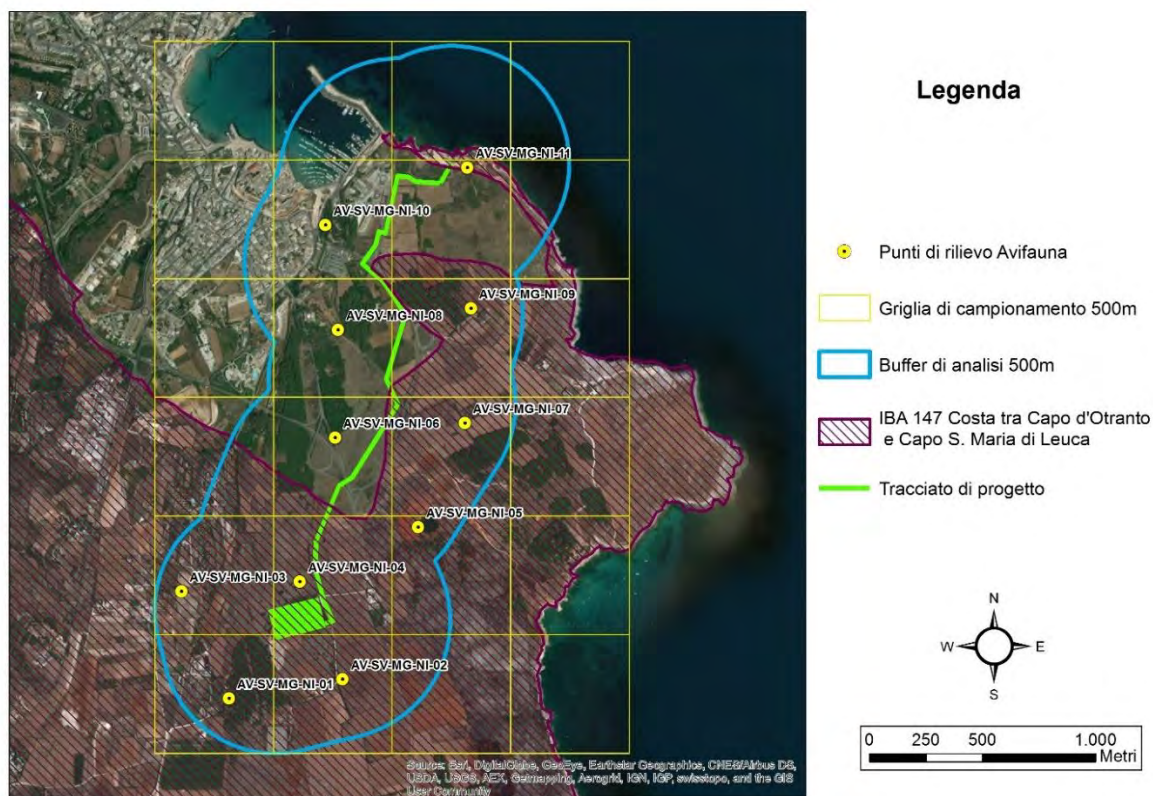 AV-SV-MG-NI-11
AV-SV-MG-NI-10
AV-SV-MG-NI-09
AV-SV-MG-NI-08
AV-SV-MG-NI-07
AV-SV-MG-NI-06
AV-SV-MG-NI-05
AV-SV-MG-NI-04
AV-SV-MG-NI-03
AV-SV-MG-NI-02
AV-SV-MG-NI-01
Source: Esri, DigitalGlobe, GeoEye, Earthstar Geographics, CNES/Airbus DS,
USDA, USGS, AEX, Getmapping, Aerogrid, IGN, IGP, swisstopo, and the GIS
User Community
Legenda
Punti di rilievo Avifauna
Griglia di campionamento 500m
Buffer di analisi 500m
IBA 147 Costa tra Capo d'Otranto
e Capo S. Maria di Leuca
Tracciato di progetto
N
W E
S
0 250 500 1.000
Metri